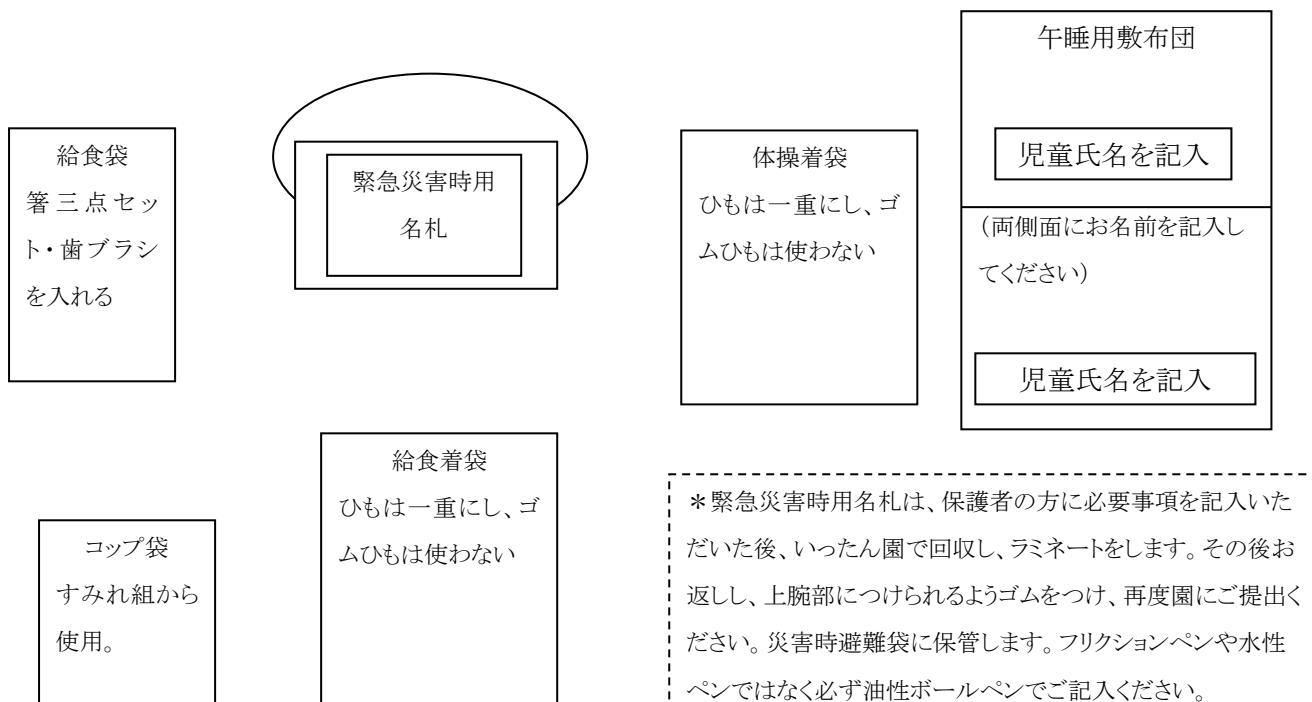 午睡用敷布団
児童氏名を記入
(両側面にお名前を記入し
てください)
児童氏名を記入
給食袋
箸三点セッ
ト・歯ブラシ
を入れる
緊急災害時用
名札
体操着袋
ひもは一重にし、ゴ
ムひもは使わない
給食着袋
ひもは一重にし、ゴ
ムひもは使わない
コップ袋
すみれ組から
使用。
＊緊急災害時用名札は、保護者の方に必要事項を記入いた
だいた後、いったん園で回収し、ラミネートをします。その後お
返しし、上腕部につけられるようゴムをつけ、再度園にご提出く
ださい。災害時避難袋に保管します。フリクションペンや水性
ペンではなく必ず油性ボールペンでご記入ください。